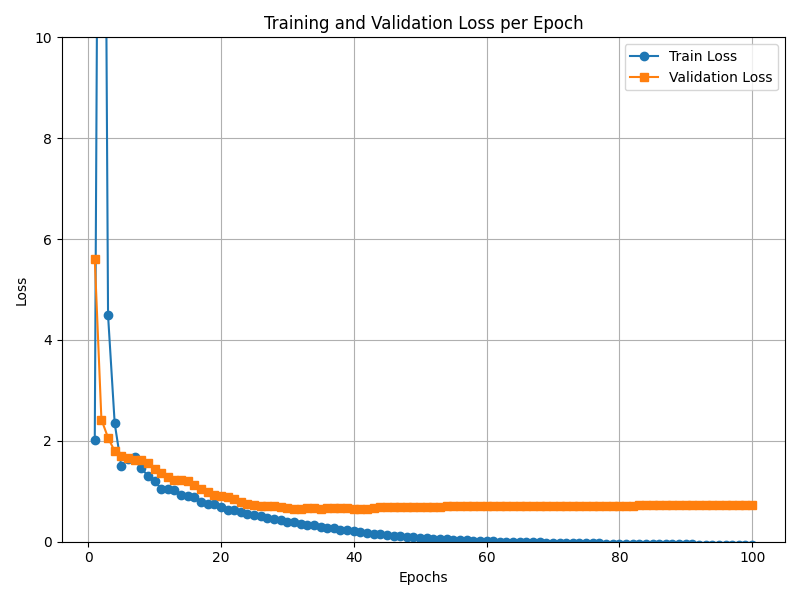 Training and Validation Loss per Epoch
Train Loss
Validation Loss
Loss
10
8
6
4
2
0
0 20 40 60 80 100
Epochs